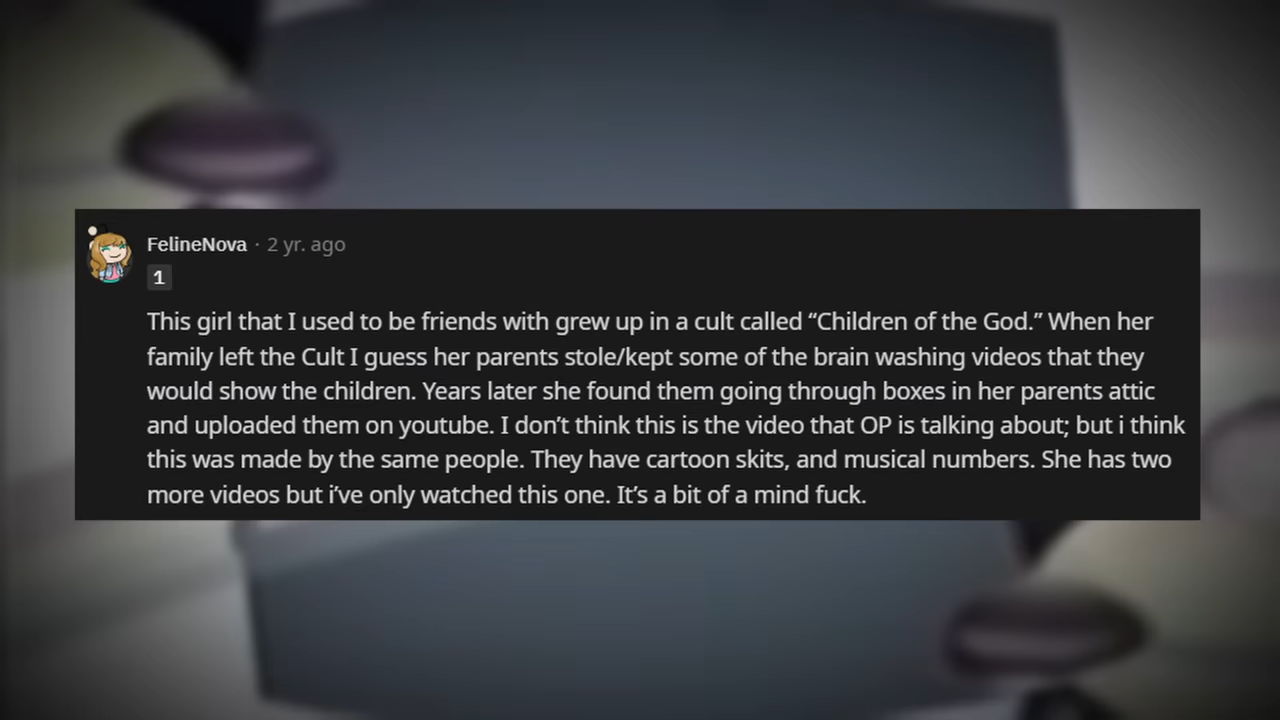 FelineNova · 2 yr. ago
1
This girl that I used to be friends with grew up in a cult called “Children of the God.” When her
family left the Cult I guess her parents stole/kept some of the brain washing videos that they
would show the children. Years later she found them going through boxes in her parents attic
and uploaded them on youtube. I don’t think this is the video that OP is talking about; but i think
this was made by the same people. They have cartoon skits, and musical numbers. She has two
more videos but i’ve only watched this one. It’s a bit of a mind fuck.